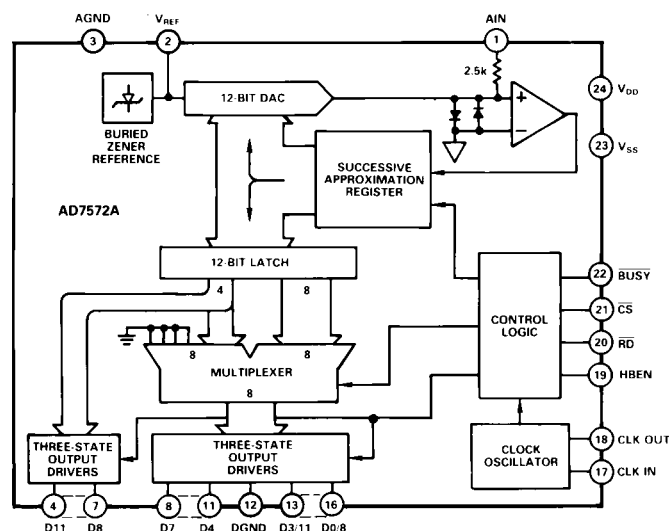 AGND
VREF
AIN
3
2
1
2.5k
12-BIT DAC
24 VDD
BURIED
ZENER
REFERENCE
+
−
23 VSS
SUCCESSIVE
APPROXIMATION
REGISTER
AD7572A
12-BIT LATCH
4
8
CONTROL
LOGIC
22 BUSY
21 CS
20 RD
19 HBEN
8
8
MULTIPLEXER
8
THREE-STATE
OUTPUT
DRIVERS
THREE-STATE
OUTPUT
DRIVERS
CLOCK
OSCILLATOR
18 CLK OUT
17 CLK IN
4
7
8
11
12
13
16
D11
D8
D7
D4
DGND
D3/11
D0/8